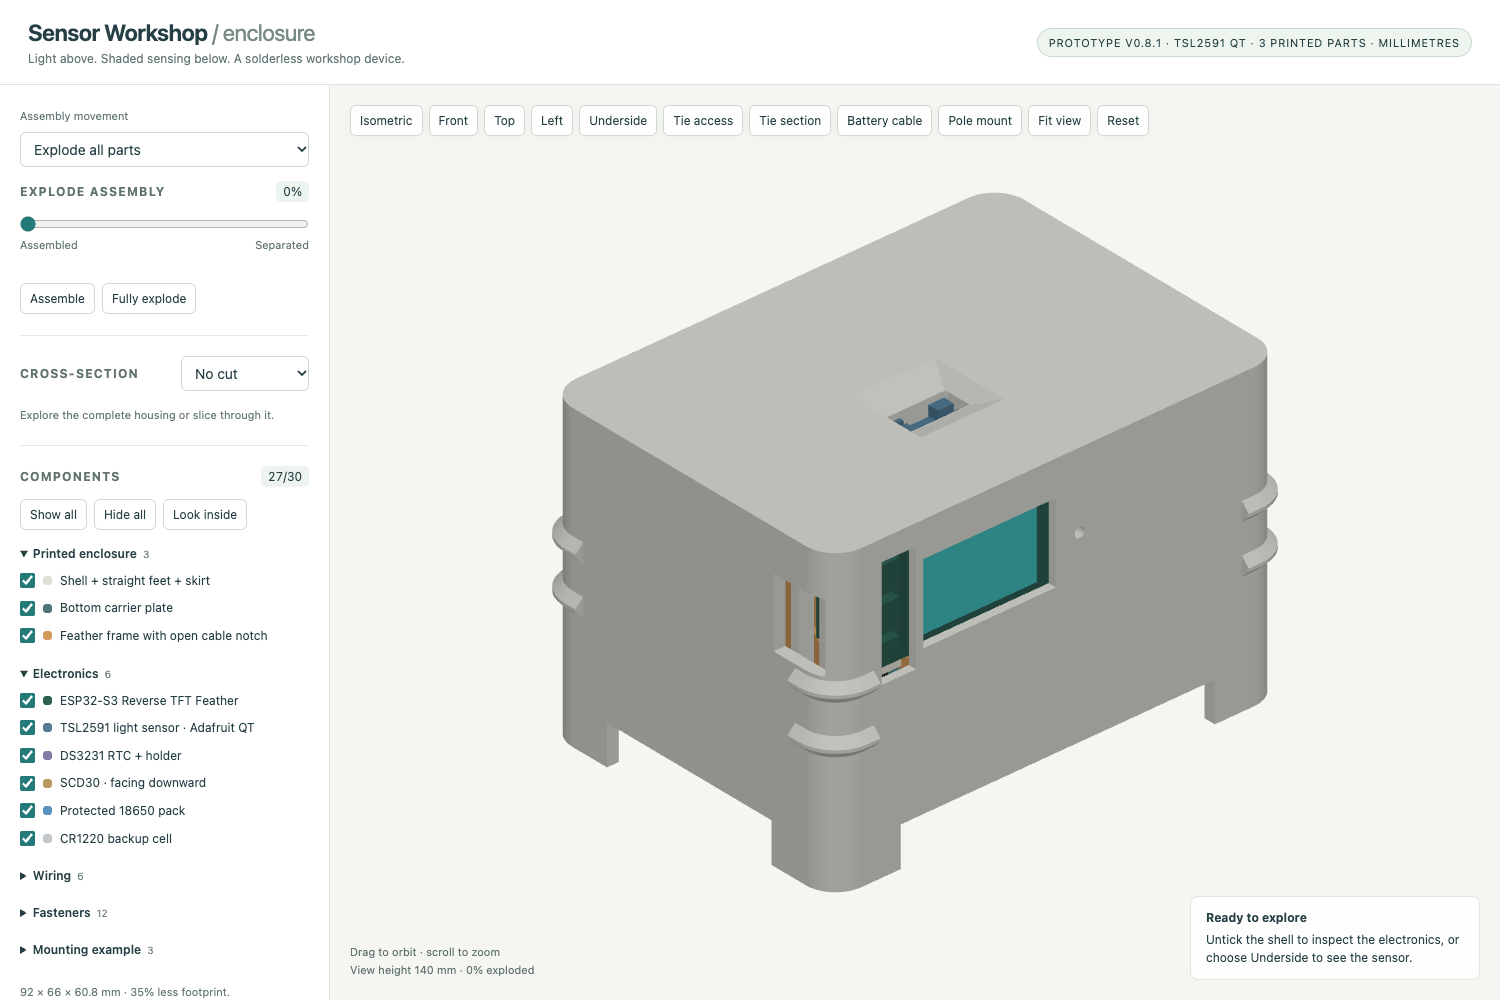 Sensor Workshop / enclosure
Light above. Shaded sensing below. A solderless workshop device.
PROTOTYPE V0.8.1 · TSL2591 QT · 3 PRINTED PARTS · MILLIMETRES
Assembly movement
Explode all parts
EXPLODE ASSEMBLY 0%
Assembled Separated
Assemble Fully explode
CROSS-SECTION No cut
Explore the complete housing or slice through it.
COMPONENTS 27/30
Show all Hide all Look inside
Printed enclosure 3
Shell + straight feet + skirt
Bottom carrier plate
Feather frame with open cable notch
Electronics 6
ESP32-S3 Reverse TFT Feather
TSL2591 light sensor · Adafruit QT
DS3231 RTC + holder
SCD30 · facing downward
Protected 18650 pack
CR1220 backup cell
Wiring 6
Fasteners 12
Mounting example 3
92 × 66 × 60.8 mm · 35% less footprint.
Isometric Front Top Left Underside Tie access Tie section Battery cable Pole mount Fit view Reset
Drag to orbit · scroll to zoom
View height 140 mm · 0% exploded
Ready to explore
Untick the shell to inspect the electronics, or
choose Underside to see the sensor.